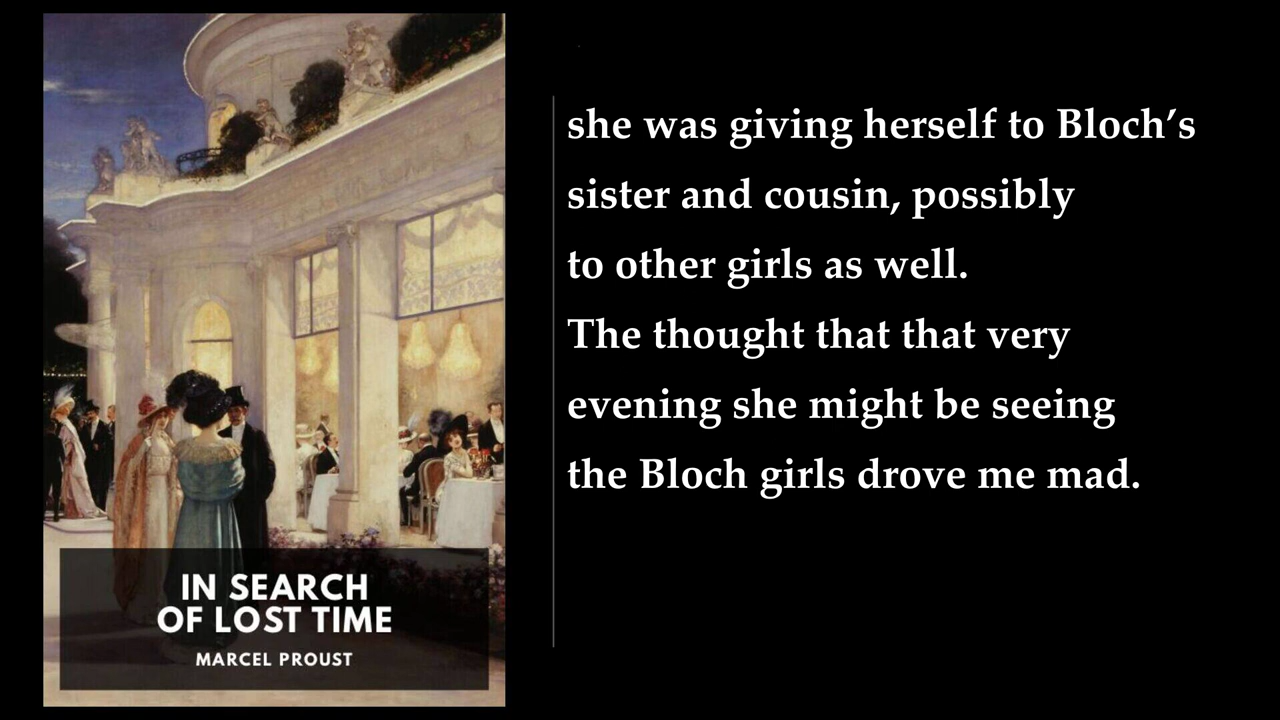 she was giving herself to Bloch’s
sister and cousin, possibly
to other girls as well.
The thought that that very
evening she might be seeing
the Bloch girls drove me mad.
IN SEARCH
OF LOST TIME
MARCEL PROUST